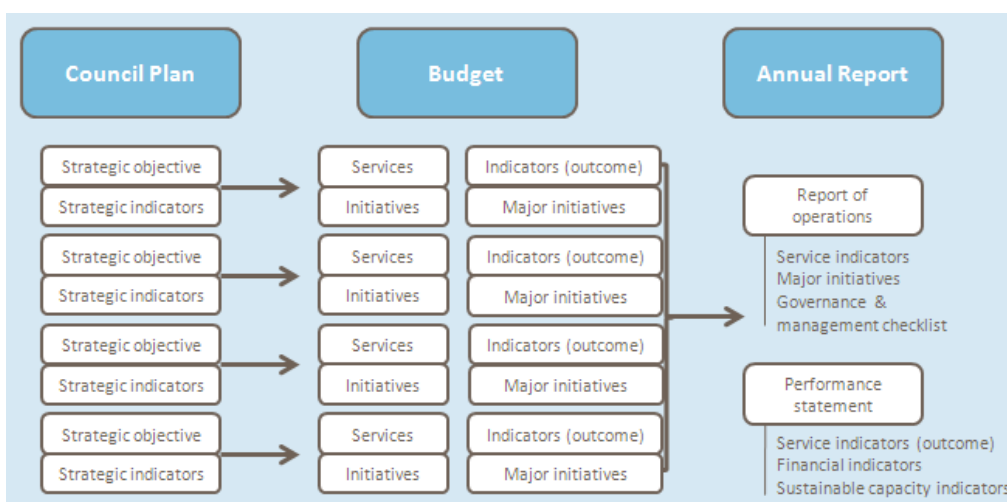 Council Plan
Budget
Annual Report
Strategic objective
Strategic indicators
Services
Initiatives
Indicators (outcome)
Major initiatives
Strategic objective
Strategic indicators
Services
Initiatives
Indicators (outcome)
Major initiatives
Strategic objective
Strategic indicators
Services
Initiatives
Indicators (outcome)
Major initiatives
Strategic objective
Strategic indicators
Services
Initiatives
Indicators (outcome)
Major initiatives
Report of
operations
Service indicators
Major initiatives
Governance &
management checklist
Performance
statement
Service indicators (outcome)
Financial indicators
Sustainable capacity indicators